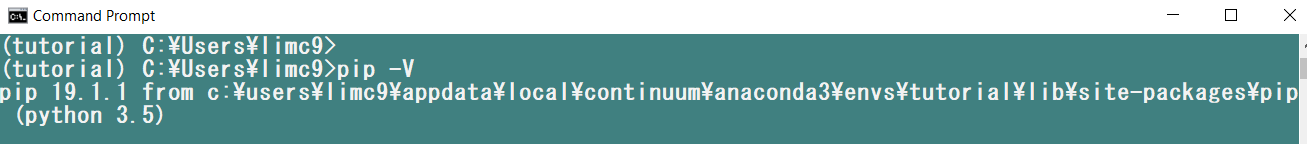 Command Prompt
(tutorial) C:¥Users¥limc9>
(tutorial) C:¥Users¥limc9>pip -V
pip 19.1.1 from c:¥users¥limc9¥appdata¥local¥continuum¥anaconda3¥envs¥tutorial¥lib¥site-packages¥pip
(python 3.5)